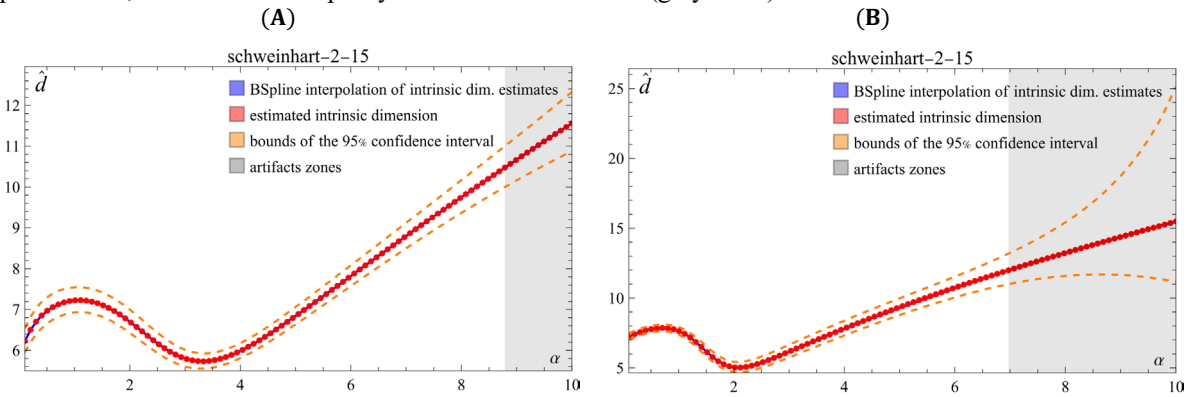 (A)
(B)
schweinhart-2-15
d̂
BSpline interpolation of intrinsic dim. estimates
estimated intrinsic dimension
bounds of the 95% confidence interval
artifacts zones
12
11
10
9
8
7
6
2
4
6
8
10
α
schweinhart-2-15
d̂
BSpline interpolation of intrinsic dim. estimates
estimated intrinsic dimension
bounds of the 95% confidence interval
artifacts zones
25
20
15
10
5
0
2
4
6
8
10
α